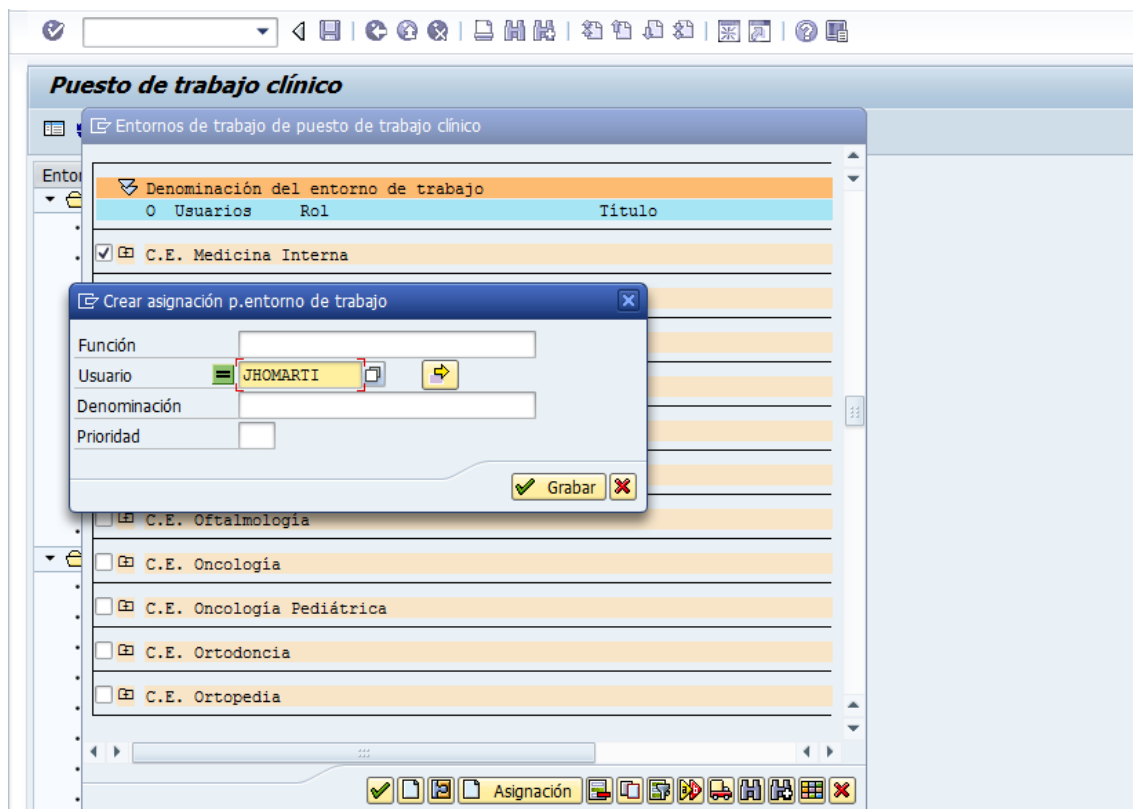 Puesto de trabajo clínico
Entornos de trabajo de puesto de trabajo clínico
Denominación del entorno de trabajo
O Usuarios Rol Título
C.E. Medicina Interna
Crear asignación p.entorno de trabajo
Función
Usuario JHOMARTI
Denominación
Prioridad
Grabar
C.E. Oftalmología
C.E. Oncología
C.E. Oncología Pediátrica
C.E. Ortodoncia
C.E. Ortopedia
Asignación